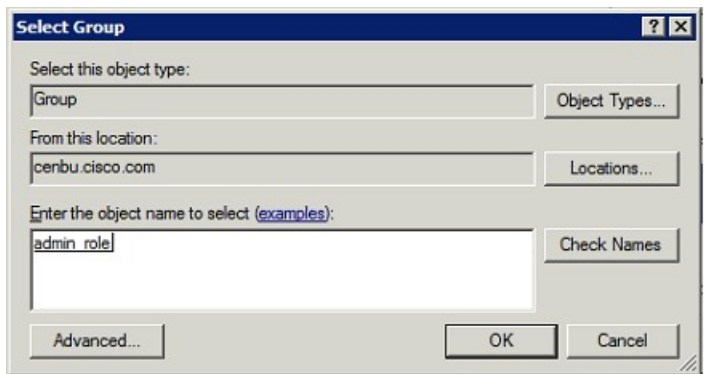 Select Group
Select this object type:
Group
Object Types...
From this location:
cenbu.cisco.com
Locations...
Enter the object name to select (examples):
admin_role
Check Names
Advanced...
OK
Cancel